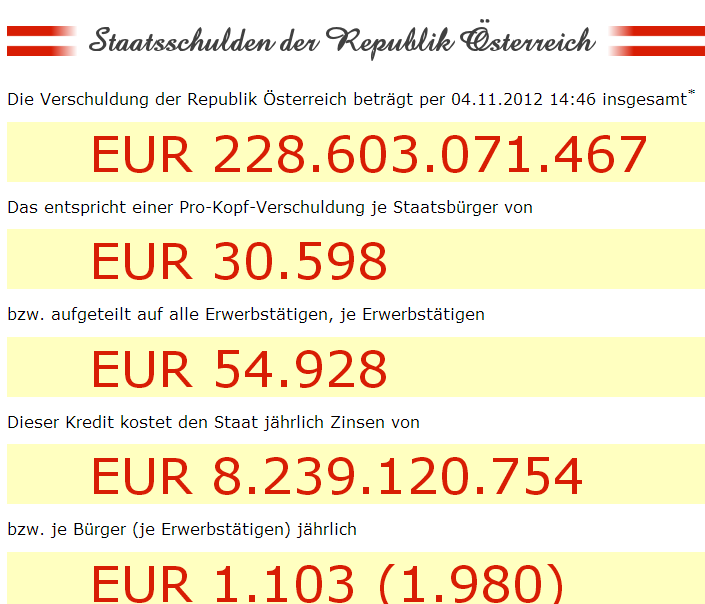 Staatsschulden der Republik Österreich
Die Verschuldung der Republik Österreich beträgt per 04.11.2012 14:46 insgesamt*
EUR 228.603.071.467
Das entspricht einer Pro-Kopf-Verschuldung je Staatsbürger von
EUR 30.598
bzw. aufgeteilt auf alle Erwerbstätigen, je Erwerbstätigen
EUR 54.928
Dieser Kredit kostet den Staat jährlich Zinsen von
EUR 8.239.120.754
bzw. je Bürger (je Erwerbstätigen) jährlich
EUR 1.103 (1.980)